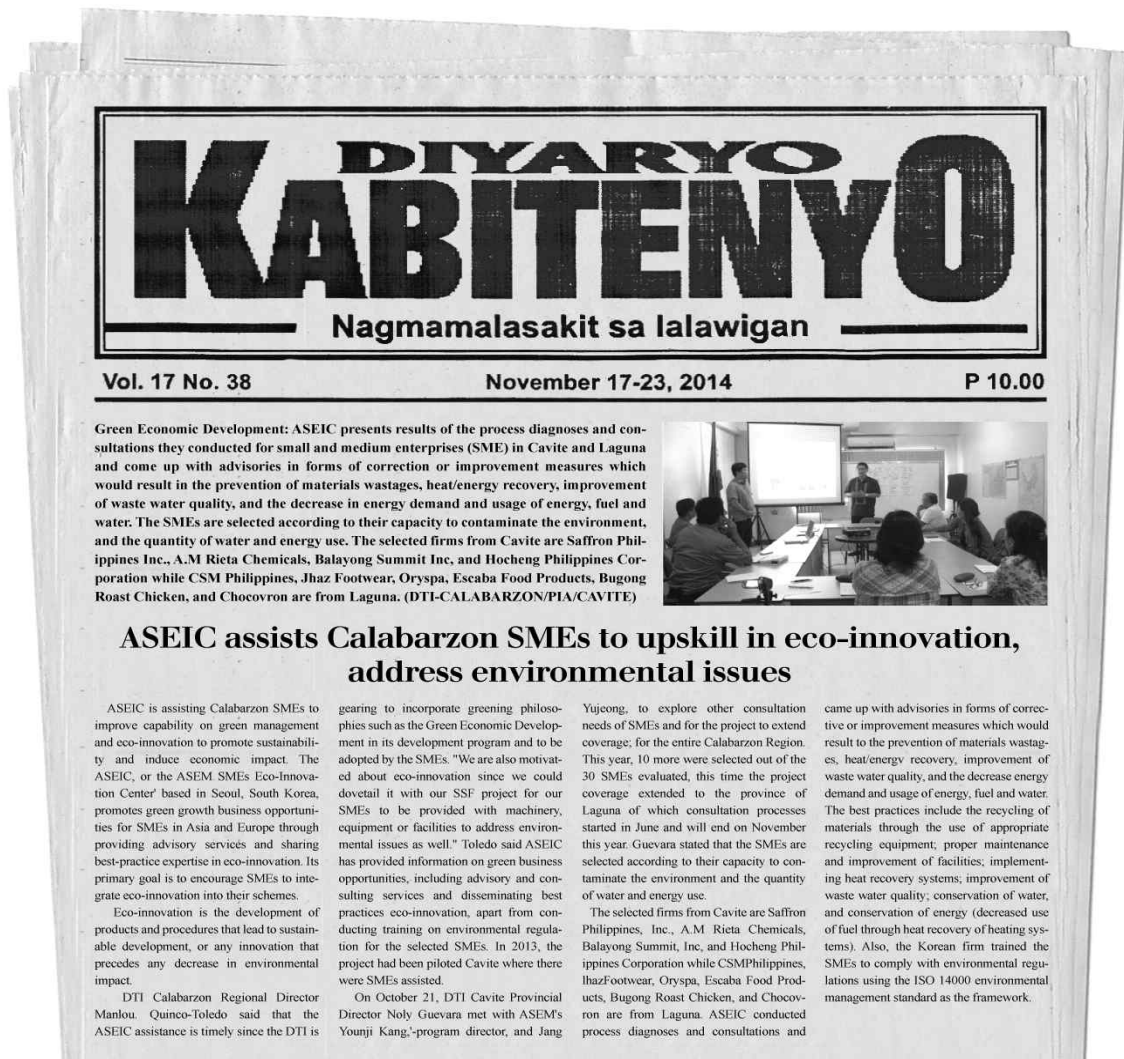 DIYARYO
KABITENYO
Nagmamalasakit sa lalawigan
Vol. 17 No. 38
November 17-23, 2014
P 10.00
Green Economic Development: ASEIC presents results of the process diagnoses and con-
sultations they conducted for small and medium enterprises (SME) in Cavite and Laguna
and come up with advisories in forms of correction or improvement measures which
would result in the prevention of materials wastages, heat/energy recovery, improvement
of waste water quality, and the decrease in energy demand and usage of energy, fuel and
water. The SMEs are selected according to their capacity to contaminate the environment,
and the quantity of water and energy use. The selected firms from Cavite are Saffron Phil-
ippines Inc., A.M Rieta Chemicals, Balayong Summit Inc, and Hocheng Philippines Cor-
poration while CSM Philippines, Jhaz Footwear, Oryspa, Escaba Food Products, Bugong
Roast Chicken, and Chocovron are from Laguna. (DTI-CALABARZON/PIA/CAVITE)
ASEIC assists Calabarzon SMEs to upskill in eco-innovation,
address environmental issues
ASEIC is assisting Calabarzon SMEs to
improve capability on green management
and eco-innovation to promote sustainabili-
ty and induce economic impact. The
ASEIC, or the ASEM SMEs Eco-Innova-
tion Center' based in Seoul, South Korea,
promotes green growth business opportuni-
ties for SMEs in Asia and Europe through
providing advisory services and sharing
best-practice expertise in eco-innovation. Its
primary goal is to encourage SMEs to inte-
grate eco-innovation into their schemes.
Eco-innovation is the development of
products and procedures that lead to sustain-
able development, or any innovation that
precedes any decrease in environmental
impact.
DTI Calabarzon Regional Director
Manlou. Quinco-Toledo said that the
ASEIC assistance is timely since the DTI is
gearing to incorporate greening philoso-
phies such as the Green Economic Develop-
ment in its development program and to be
adopted by the SMEs. "We are also motivat-
ed about eco-innovation since we could
dovetail it with our SSF project for our
SMEs to be provided with machinery,
equipment or facilities to address environ-
mental issues as well." Toledo said ASEIC
has provided information on green business
opportunities, including advisory and con-
sulting services and disseminating best
practices eco-innovation, apart from con-
ducting training on environmental regula-
tion for the selected SMEs. In 2013, the
project had been piloted Cavite where there
were SMEs assisted.
On October 21, DTI Cavite Provincial
Director Noly Guevara met with ASEM's
Younji Kang,'-program director, and Jang
Yujeong, to explore other consultation
needs of SMEs and for the project to extend
coverage; for the entire Calabarzon Region.
This year, 10 more were selected out of the
30 SMEs evaluated, this time the project
coverage extended to the province of
Laguna of which consultation processes
started in June and will end on November
this year. Guevara stated that the SMEs are
selected according to their capacity to con-
taminate the environment and the quantity
of water and energy use.
The selected firms from Cavite are Saffron
Philippines, Inc., A.M Rieta Chemicals,
Balayong Summit, Inc, and Hocheng Phil-
ippines Corporation while CSMPhilippines,
lhazFootwear, Oryspa, Escaba Food Prod-
ucts, Bugong Roast Chicken, and Chocov-
ron are from Laguna. ASEIC conducted
process diagnoses and consultations and
came up with advisories in forms of correc-
tive or improvement measures which would
result to the prevention of materials wastag-
es, heat/energv recovery, improvement of
waste water quality, and the decrease energy
demand and usage of energy, fuel and water.
The best practices include the recycling of
materials through the use of appropriate
recycling equipment; proper maintenance
and improvement of facilities; implement-
ing heat recovery systems; improvement of
waste water quality; conservation of water,
and conservation of energy (decreased use
of fuel through heat recovery of heating sys-
tems). Also, the Korean firm trained the
SMEs to comply with environmental regu-
lations using the ISO 14000 environmental
management standard as the framework.